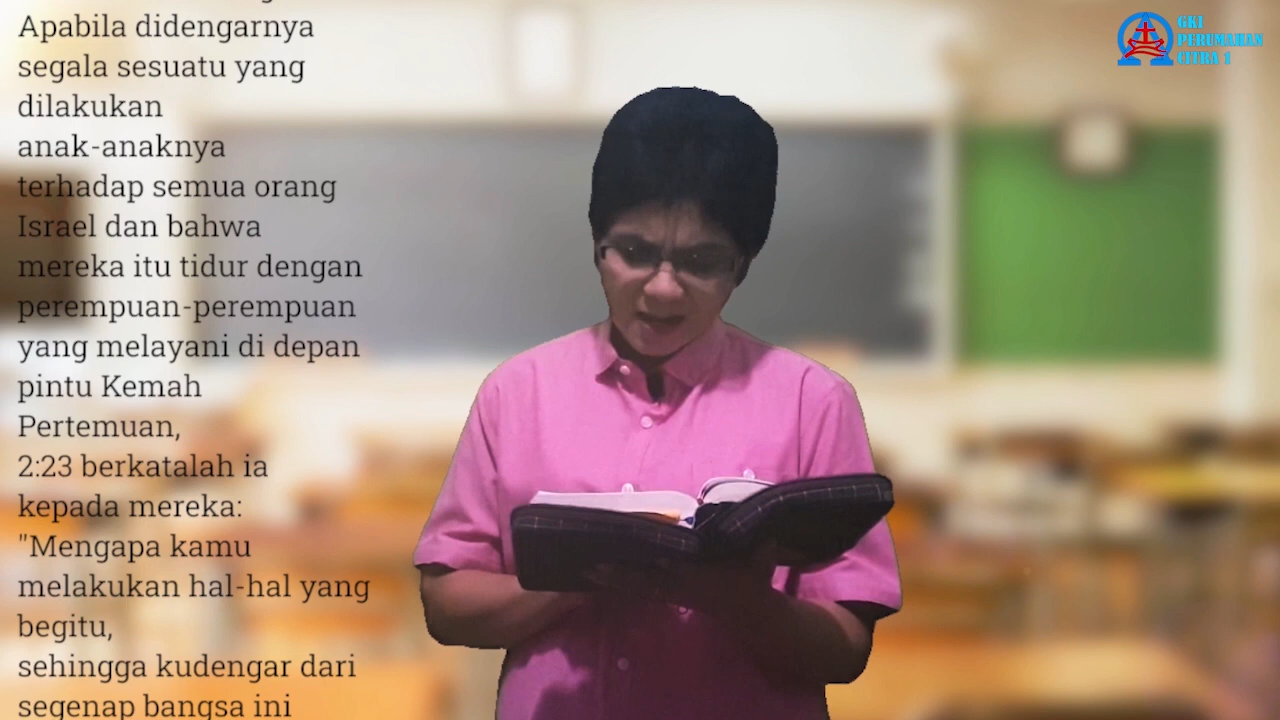 Apabila didengarnya
segala sesuatu yang
dilakukan
anak-anaknya
terhadap semua orang
Israel dan bahwa
mereka itu tidur dengan
perempuan-perempuan
yang melayani di depan
pintu Kemah
Pertemuan,
2:23 berkatalah ia
kepada mereka:
"Mengapa kamu
melakukan hal-hal yang
begitu,
sehingga kudengar dari
segenap bangsa ini
GKI
PERUMAHAN
CITRA 1